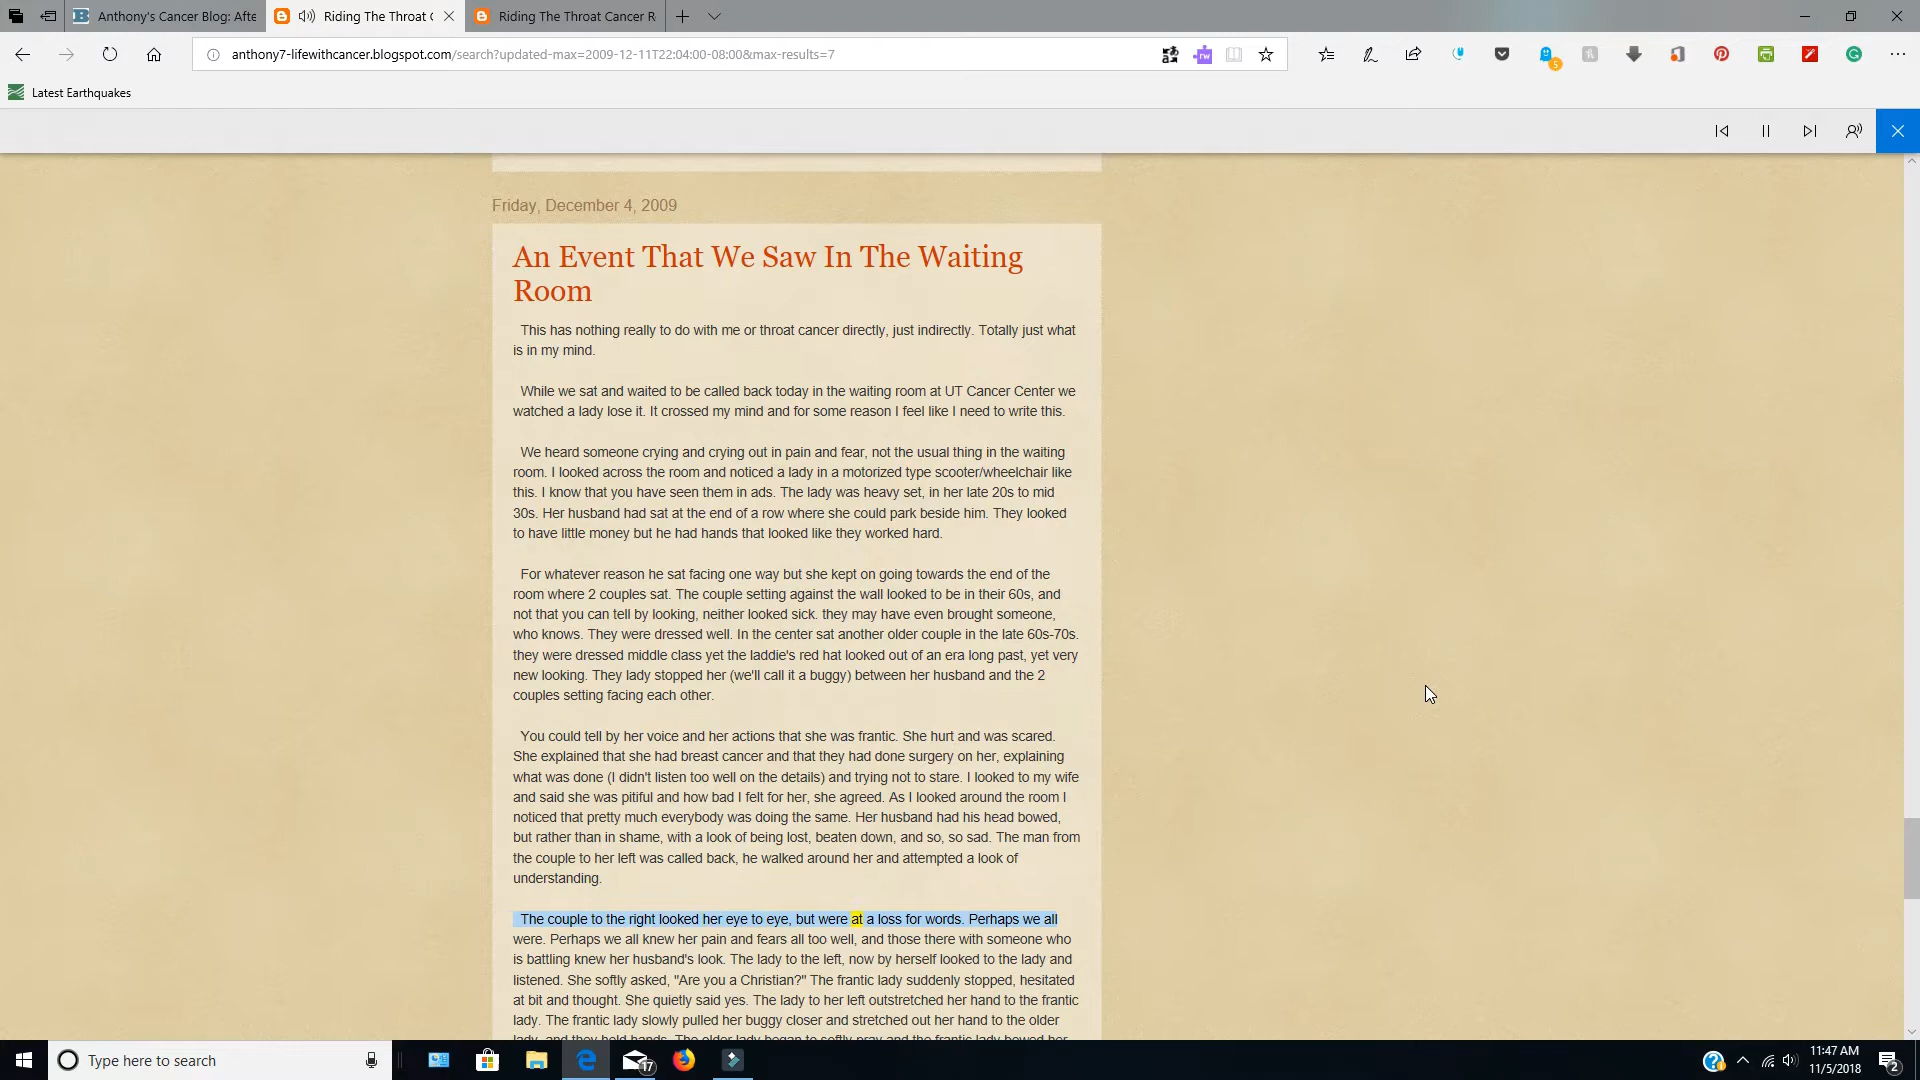 Anthony's Cancer Blog: Afte
Riding The Throat C
Riding The Throat Cancer R
anthony7-lifewithcancer.blogspot.com/search?updated-max=2009-12-11T22:04:00-08:00&max-results=7
rw
5
Latest Earthquakes
Friday, December 4, 2009
An Event That We Saw In The Waiting
Room
This has nothing really to do with me or throat cancer directly, just indirectly. Totally just what
is in my mind.
While we sat and waited to be called back today in the waiting room at UT Cancer Center we
watched a lady lose it. It crossed my mind and for some reason I feel like I need to write this.
We heard someone crying and crying out in pain and fear, not the usual thing in the waiting
room. I looked across the room and noticed a lady in a motorized type scooter/wheelchair like
this. I know that you have seen them in ads. The lady was heavy set, in her late 20s to mid
30s. Her husband had sat at the end of a row where she could park beside him. They looked
to have little money but he had hands that looked like they worked hard.
For whatever reason he sat facing one way but she kept on going towards the end of the
room where 2 couples sat. The couple setting against the wall looked to be in their 60s, and
not that you can tell by looking, neither looked sick. they may have even brought someone,
who knows. They were dressed well. In the center sat another older couple in the late 60s-70s.
they were dressed middle class yet the laddie's red hat looked out of an era long past, yet very
new looking. They lady stopped her (we'll call it a buggy) between her husband and the 2
couples setting facing each other.
You could tell by her voice and her actions that she was frantic. She hurt and was scared.
She explained that she had breast cancer and that they had done surgery on her, explaining
what was done (I didn't listen too well on the details) and trying not to stare. I looked to my wife
and said she was pitiful and how bad I felt for her, she agreed. As I looked around the room I
noticed that pretty much everybody was doing the same. Her husband had his head bowed,
but rather than in shame, with a look of being lost, beaten down, and so, so sad. The man from
the couple to her left was called back, he walked around her and attempted a look of
understanding.
The couple to the right looked her eye to eye, but were at a loss for words. Perhaps we all
were. Perhaps we all knew her pain and fears all too well, and those there with someone who
is battling knew her husband's look. The lady to the left, now by herself looked to the lady and
listened. She softly asked, "Are you a Christian?" The frantic lady suddenly stopped, hesitated
at bit and thought. She quietly said yes. The lady to her left outstretched her hand to the frantic
lady. The frantic lady slowly pulled her buggy closer and stretched out her hand to the older
lady, and they held hands. The older lady began to softly pray and the frantic lady bowed her
Type here to search
17
11:47 AM
11/5/2018
2